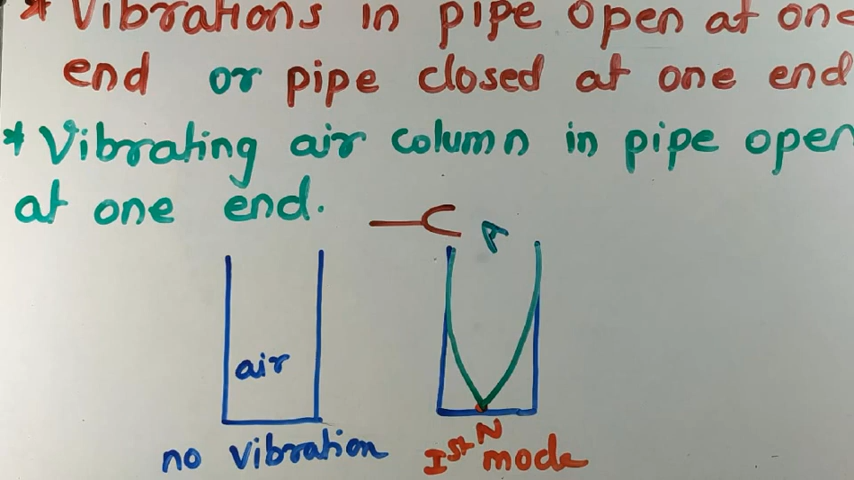 * Vibrations in pipe open at one
end or pipe closed at one end
* Vibrating air column in pipe open
at one end.
A
air
N
no vibration
Ist mode